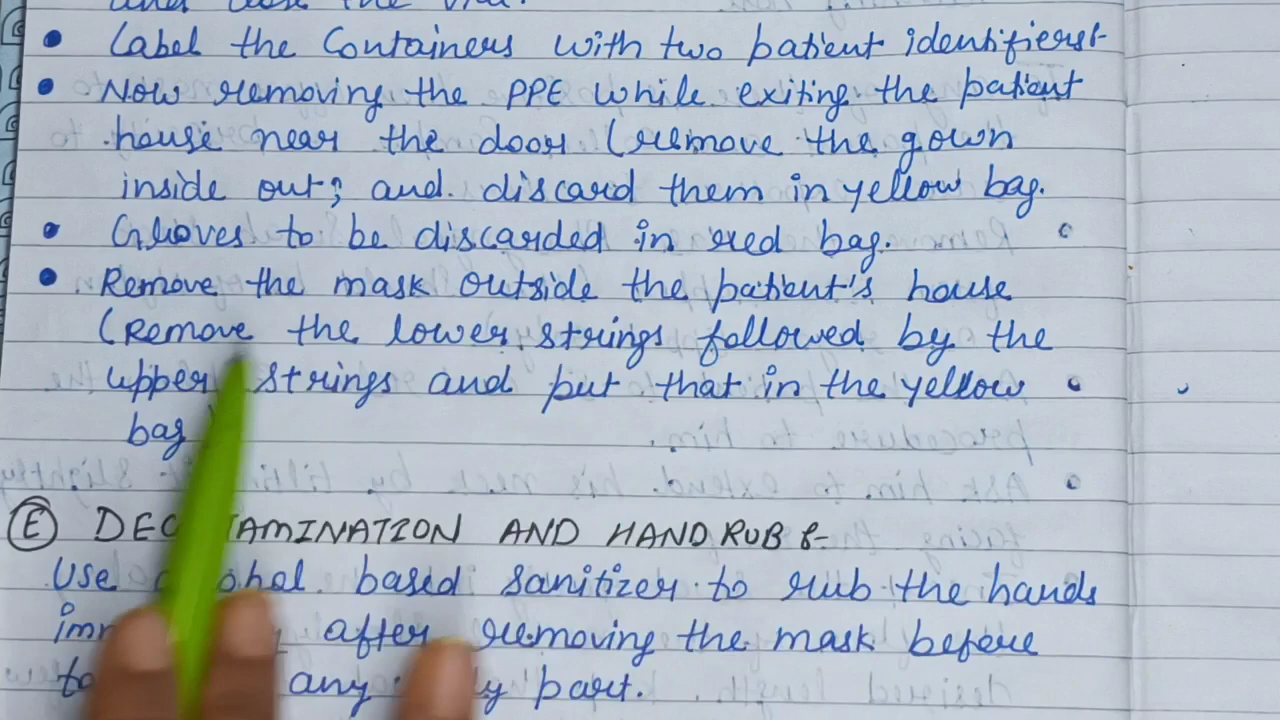 Label the Containers with two patient identifiers:-
Now removing the PPE while exiting the patient
house near the door (remove the gown
inside out; and discard them in yellow bag.
Gloves to be discarded in red bag.
Remove the mask outside the patient's house
(Remove the lower strings followed by the
upper strings and put that in the yellow
bag
E DEC TAMINATION AND HAND RUB :-
Use based sanitizer to rub the hands
after removing the mask before
any part.